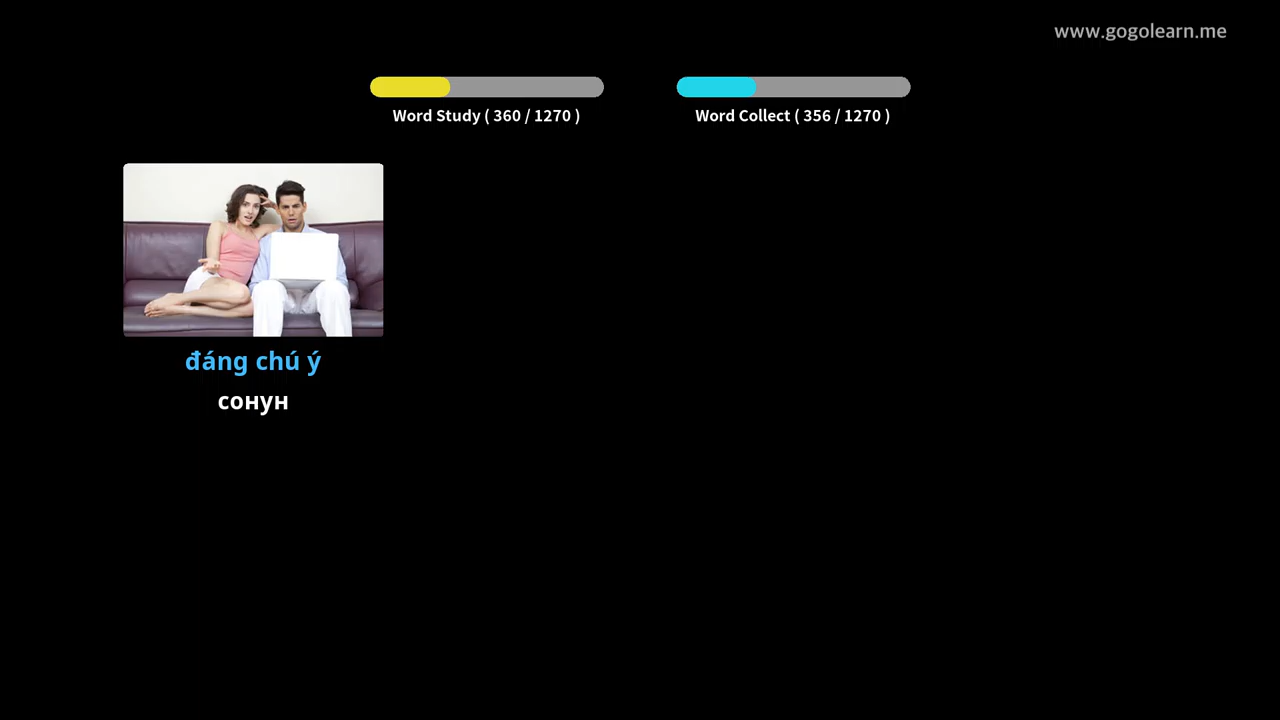 www.gogolearn.me
Word Study ( 360 / 1270 )
Word Collect ( 356 / 1270 )
đáng chú ý
сонун